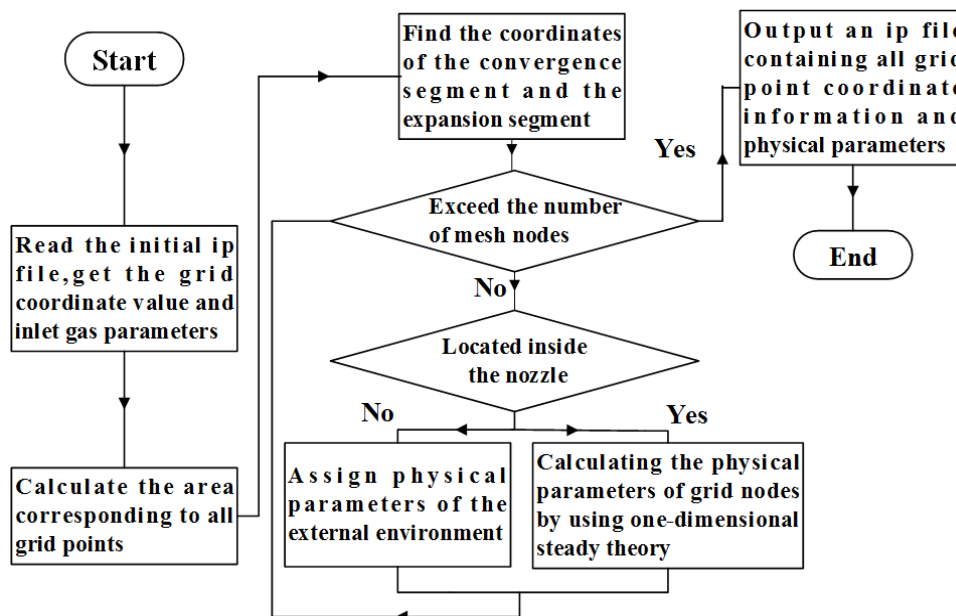 Start
Read the initial ip
file,get the grid
coordinate value and
inlet gas parameters
Calculate the area
corresponding to all
grid points
Find the coordinates
of the convergence
segment and the
expansion segment
Exceed the number
of mesh nodes
Yes
No
Output an ip file
containing all grid
point coordinate
information and
physical parameters
End
Located inside
the nozzle
No
Yes
Assign physical
parameters of the
external environment
Calculating the physical
parameters of grid nodes
by using one-dimensional
steady theory